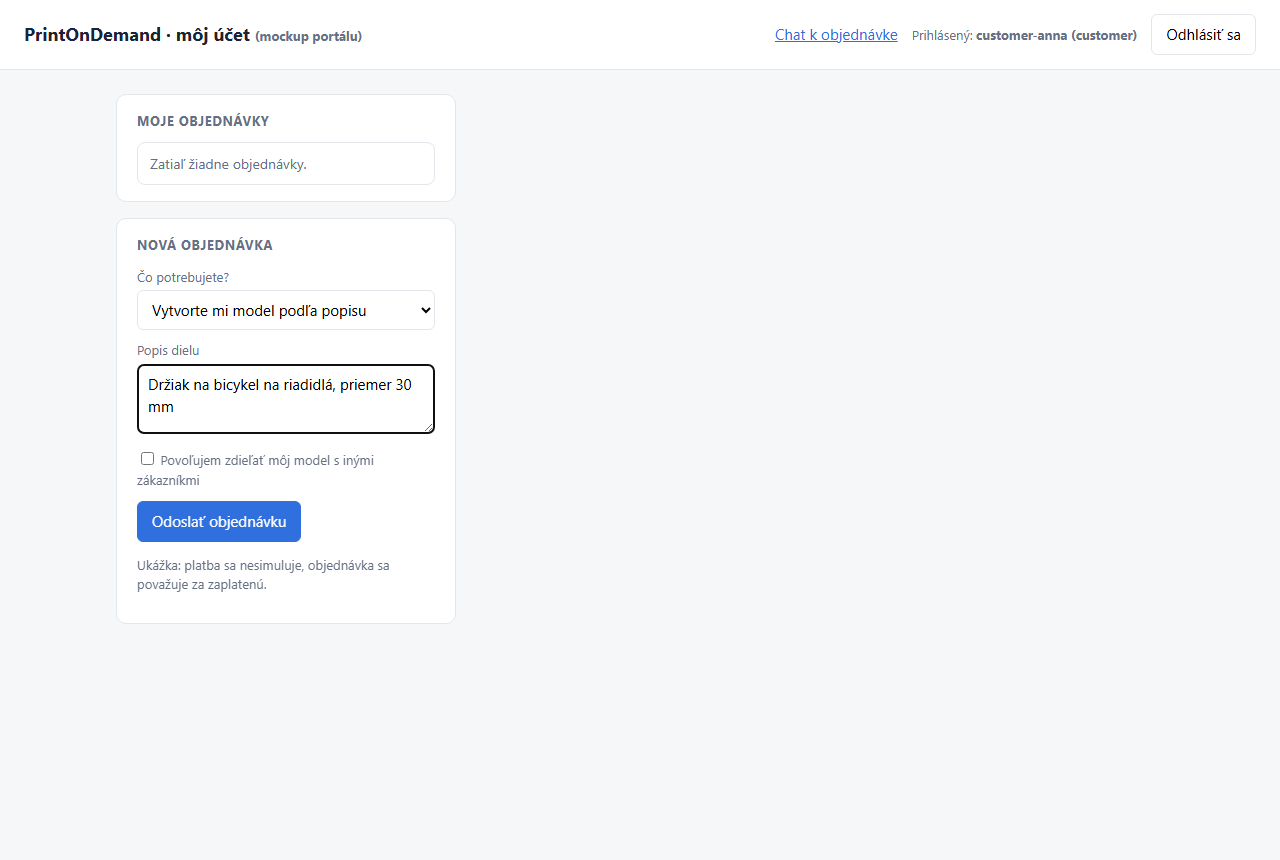 PrintOnDemand · môj účet (mockup portálu)
Chat k objednávke
Prihlásený: customer-anna (customer)
Odhlásiť sa
MOJE OBJEDNÁVKY
Zatiaľ žiadne objednávky.
NOVÁ OBJEDNÁVKA
Čo potrebujete?
Vytvorte mi model podľa popisu
Popis dielu
Držiak na bicykel na riadidlá, priemer 30
mm
Povoľujem zdieľať môj model s inými
zákazníkmi
Odoslať objednávku
Ukážka: platba sa nesimuluje, objednávka sa
považuje za zaplatenú.